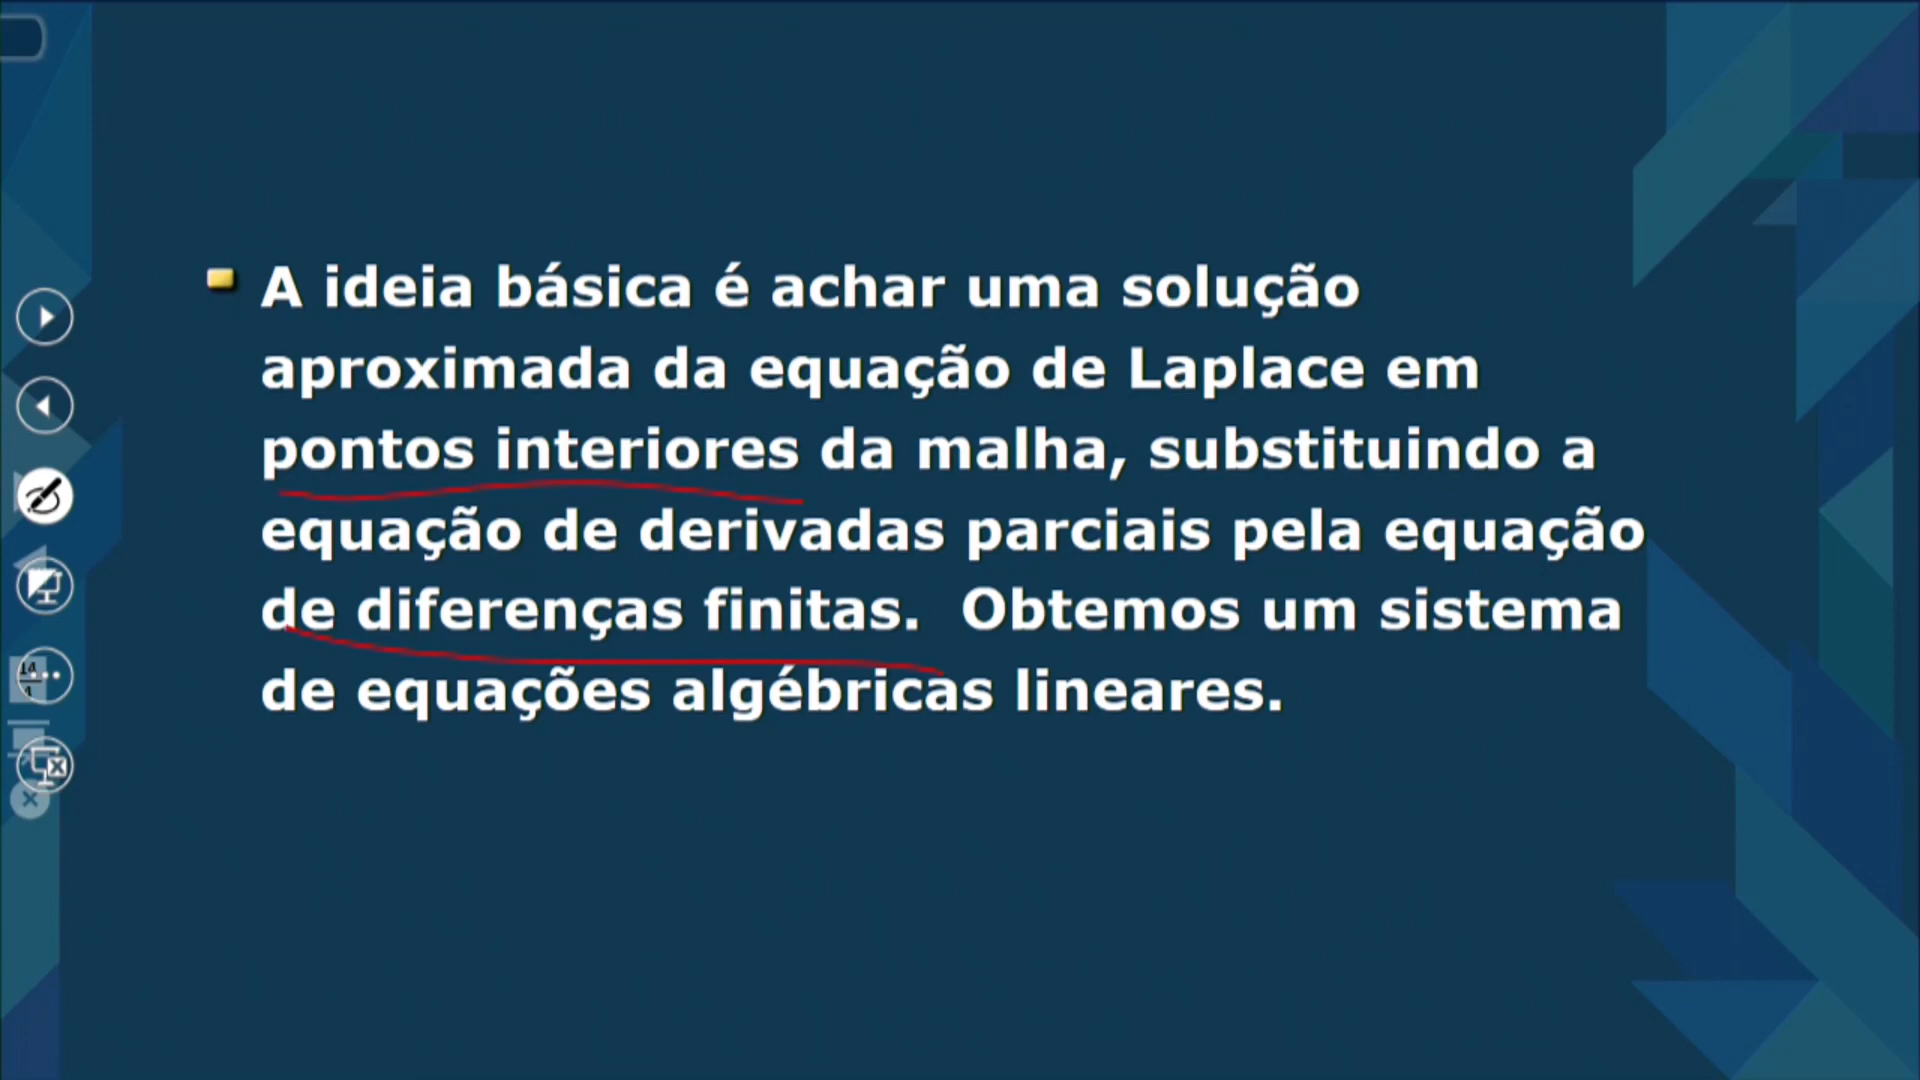 A ideia básica é achar uma solução
aproximada da equação de Laplace em
pontos interiores da malha, substituindo a
equação de derivadas parciais pela equação
de diferenças finitas.  Obtemos um sistema
de equações algébricas lineares.